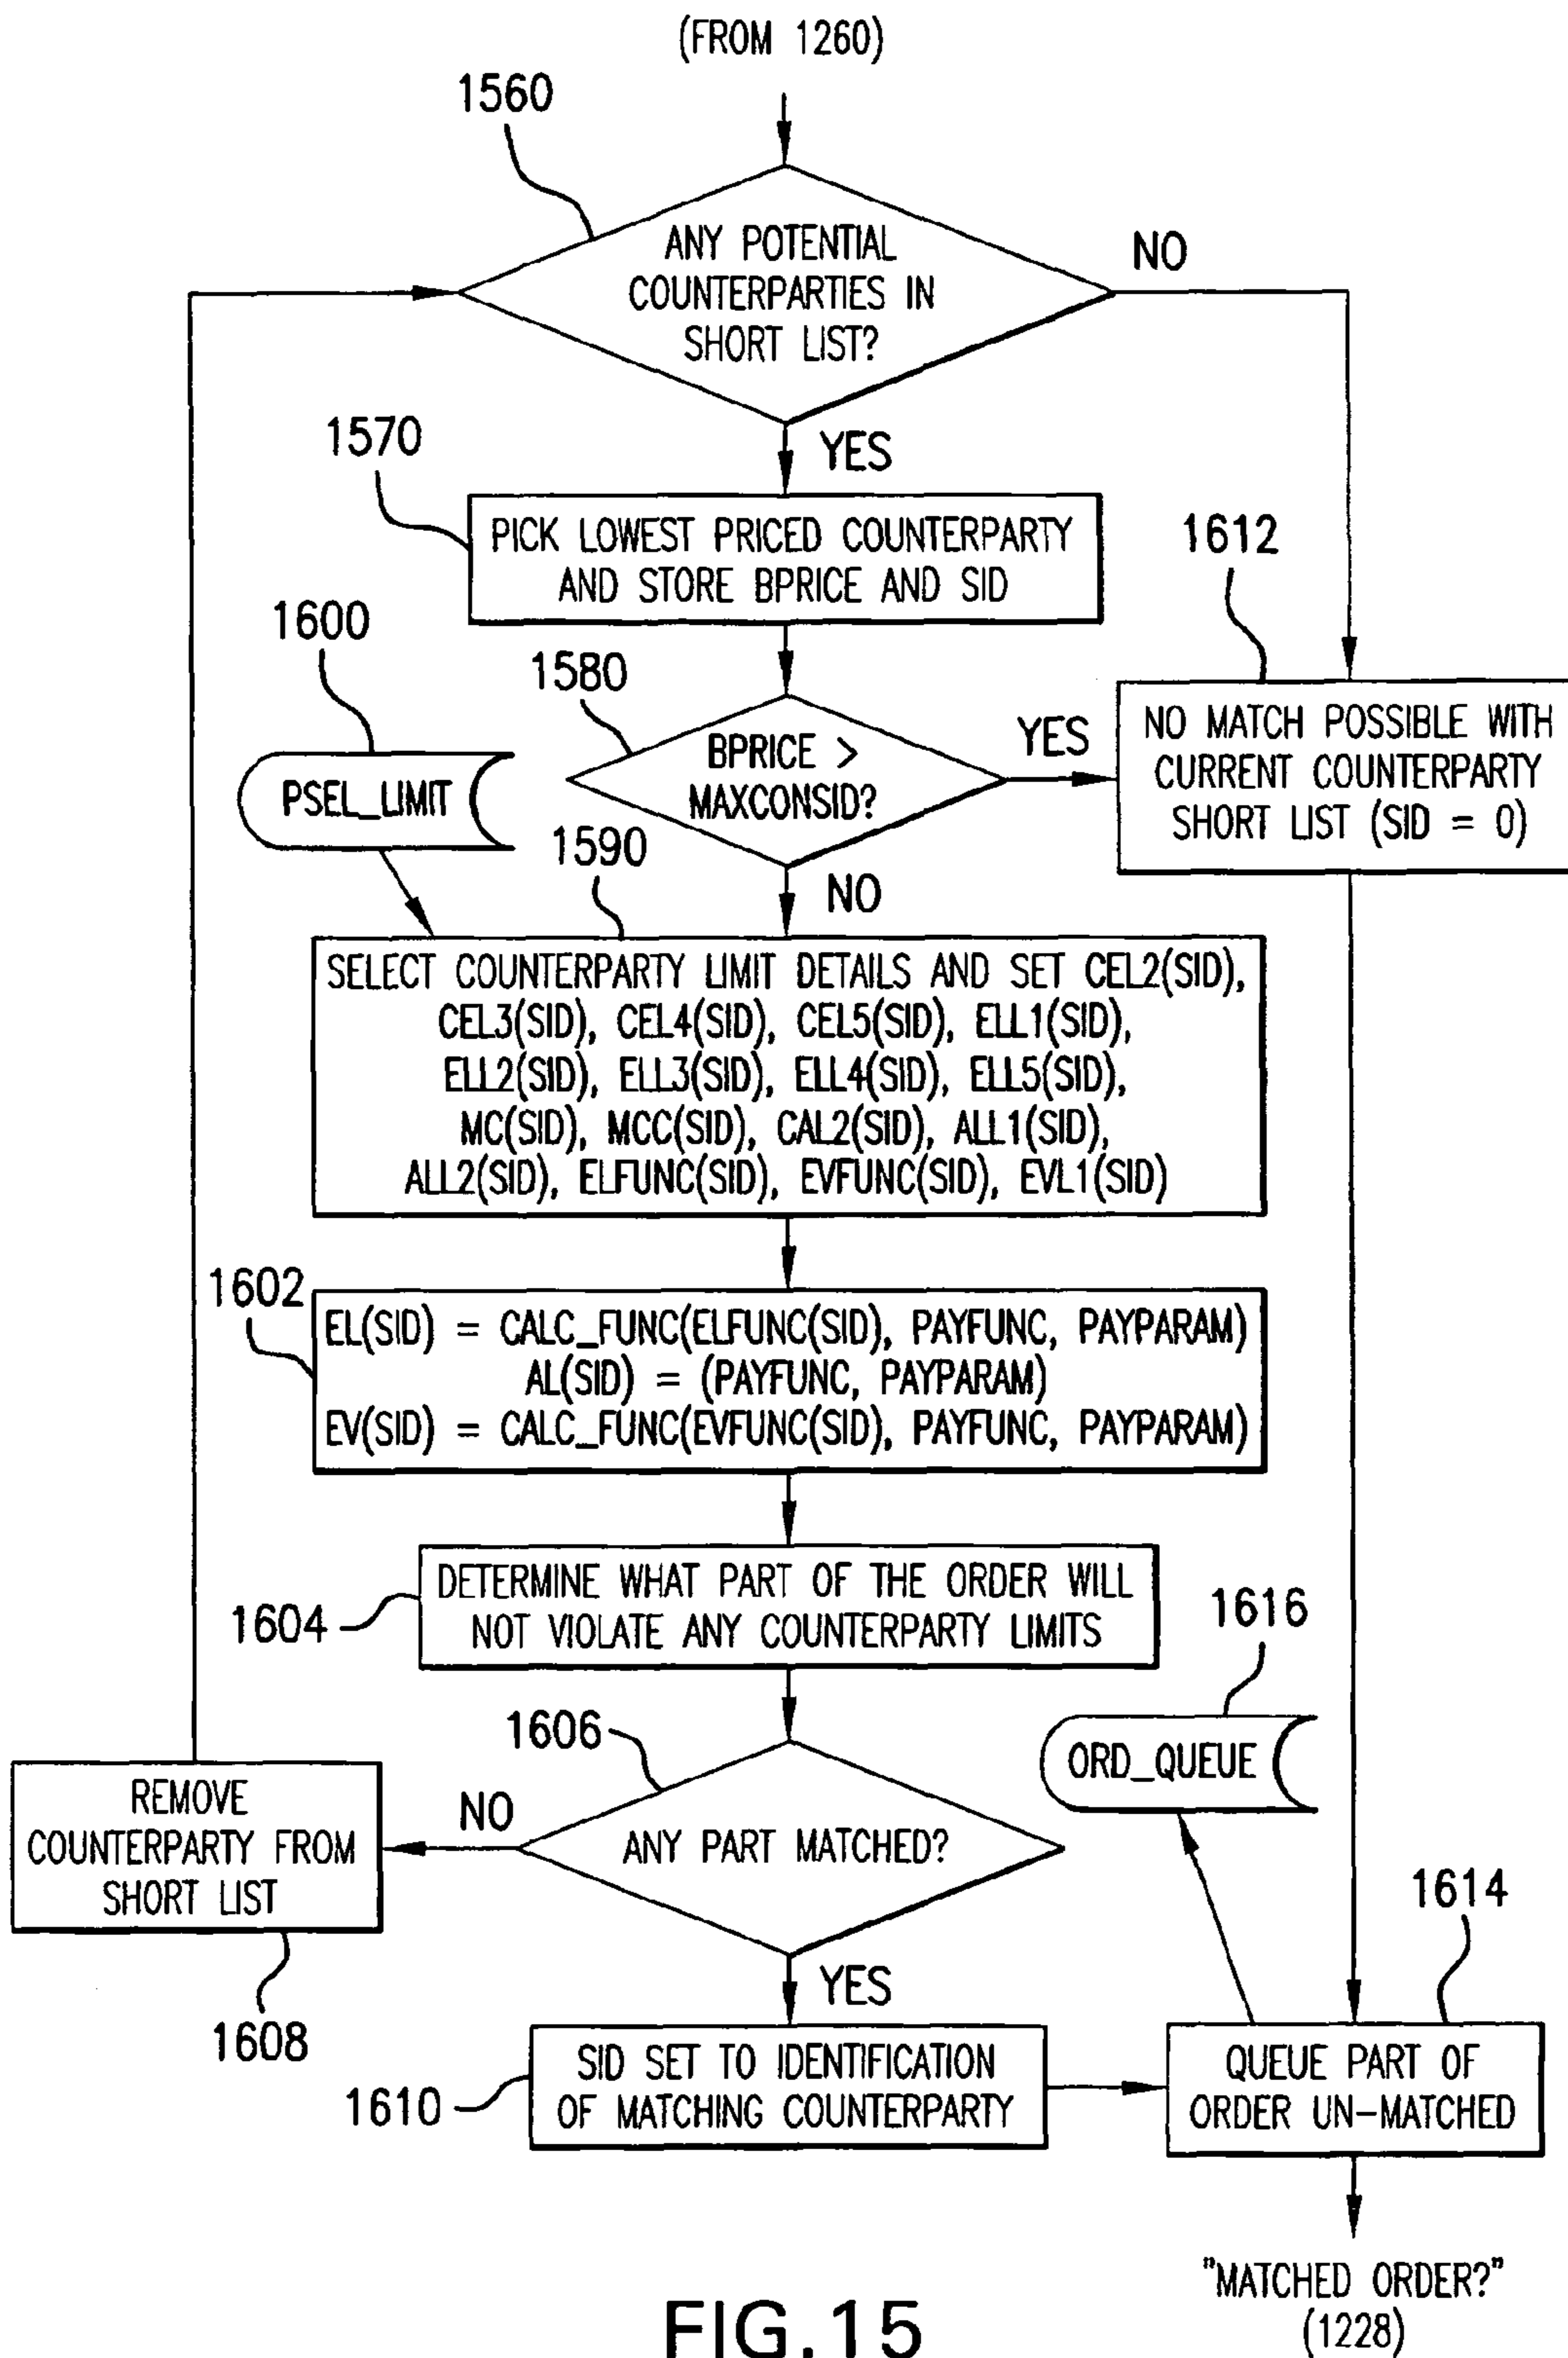 (FROM 1260)
1560
ANY POTENTIAL
COUNTERPARTIES IN
SHORT LIST?
NO
YES
1570
PICK LOWEST PRICED COUNTERPARTY
AND STORE BPRICE AND SID
1612
1600
1580
NO MATCH POSSIBLE WITH
CURRENT COUNTERPARTY
SHORT LIST (SID = 0)
BPRICE >
MAXCONSID?
YES
PSEL_LIMIT
1590
NO
SELECT COUNTERPARTY LIMIT DETAILS AND SET CEL2(SID),
CEL3(SID), CEL4(SID), CEL5(SID), ELL1(SID),
ELL2(SID), ELL3(SID), ELL4(SID), ELL5(SID),
MC(SID), MCC(SID), CAL2(SID), ALL1(SID),
ALL2(SID), ELFUNC(SID), EVFUNC(SID), EVL1(SID)
1602
EL(SID) = CALC_FUNC(ELFUNC(SID), PAYFUNC, PAYPARAM)
AL(SID) = (PAYFUNC, PAYPARAM)
EV(SID) = CALC_FUNC(EVFUNC(SID), PAYFUNC, PAYPARAM)
DETERMINE WHAT PART OF THE ORDER WILL
NOT VIOLATE ANY COUNTERPARTY LIMITS
1604
1616
1606
ORD_QUEUE
REMOVE
COUNTERPARTY FROM
SHORT LIST
NO
ANY PART MATCHED?
1614
YES
1608
SID SET TO IDENTIFICATION
OF MATCHING COUNTERPARTY
1610
QUEUE PART OF
ORDER UN-MATCHED
"MATCHED ORDER?"
(1228)
FIG.15